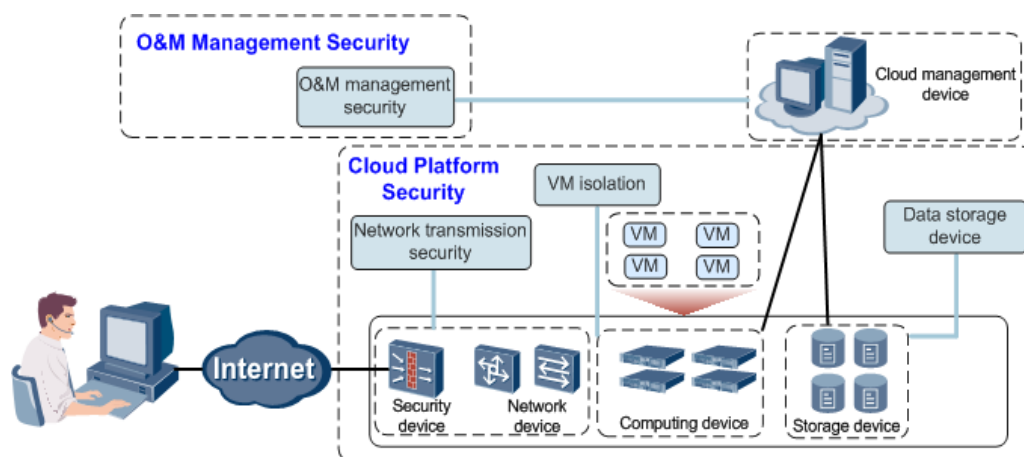 O&M Management Security
O&M management
security
Cloud management
device
Cloud Platform
Security
VM isolation
Network transmission
security
VM
VM
VM
VM
Data storage
device
Internet
Security
device
Network
device
Computing device
Storage device